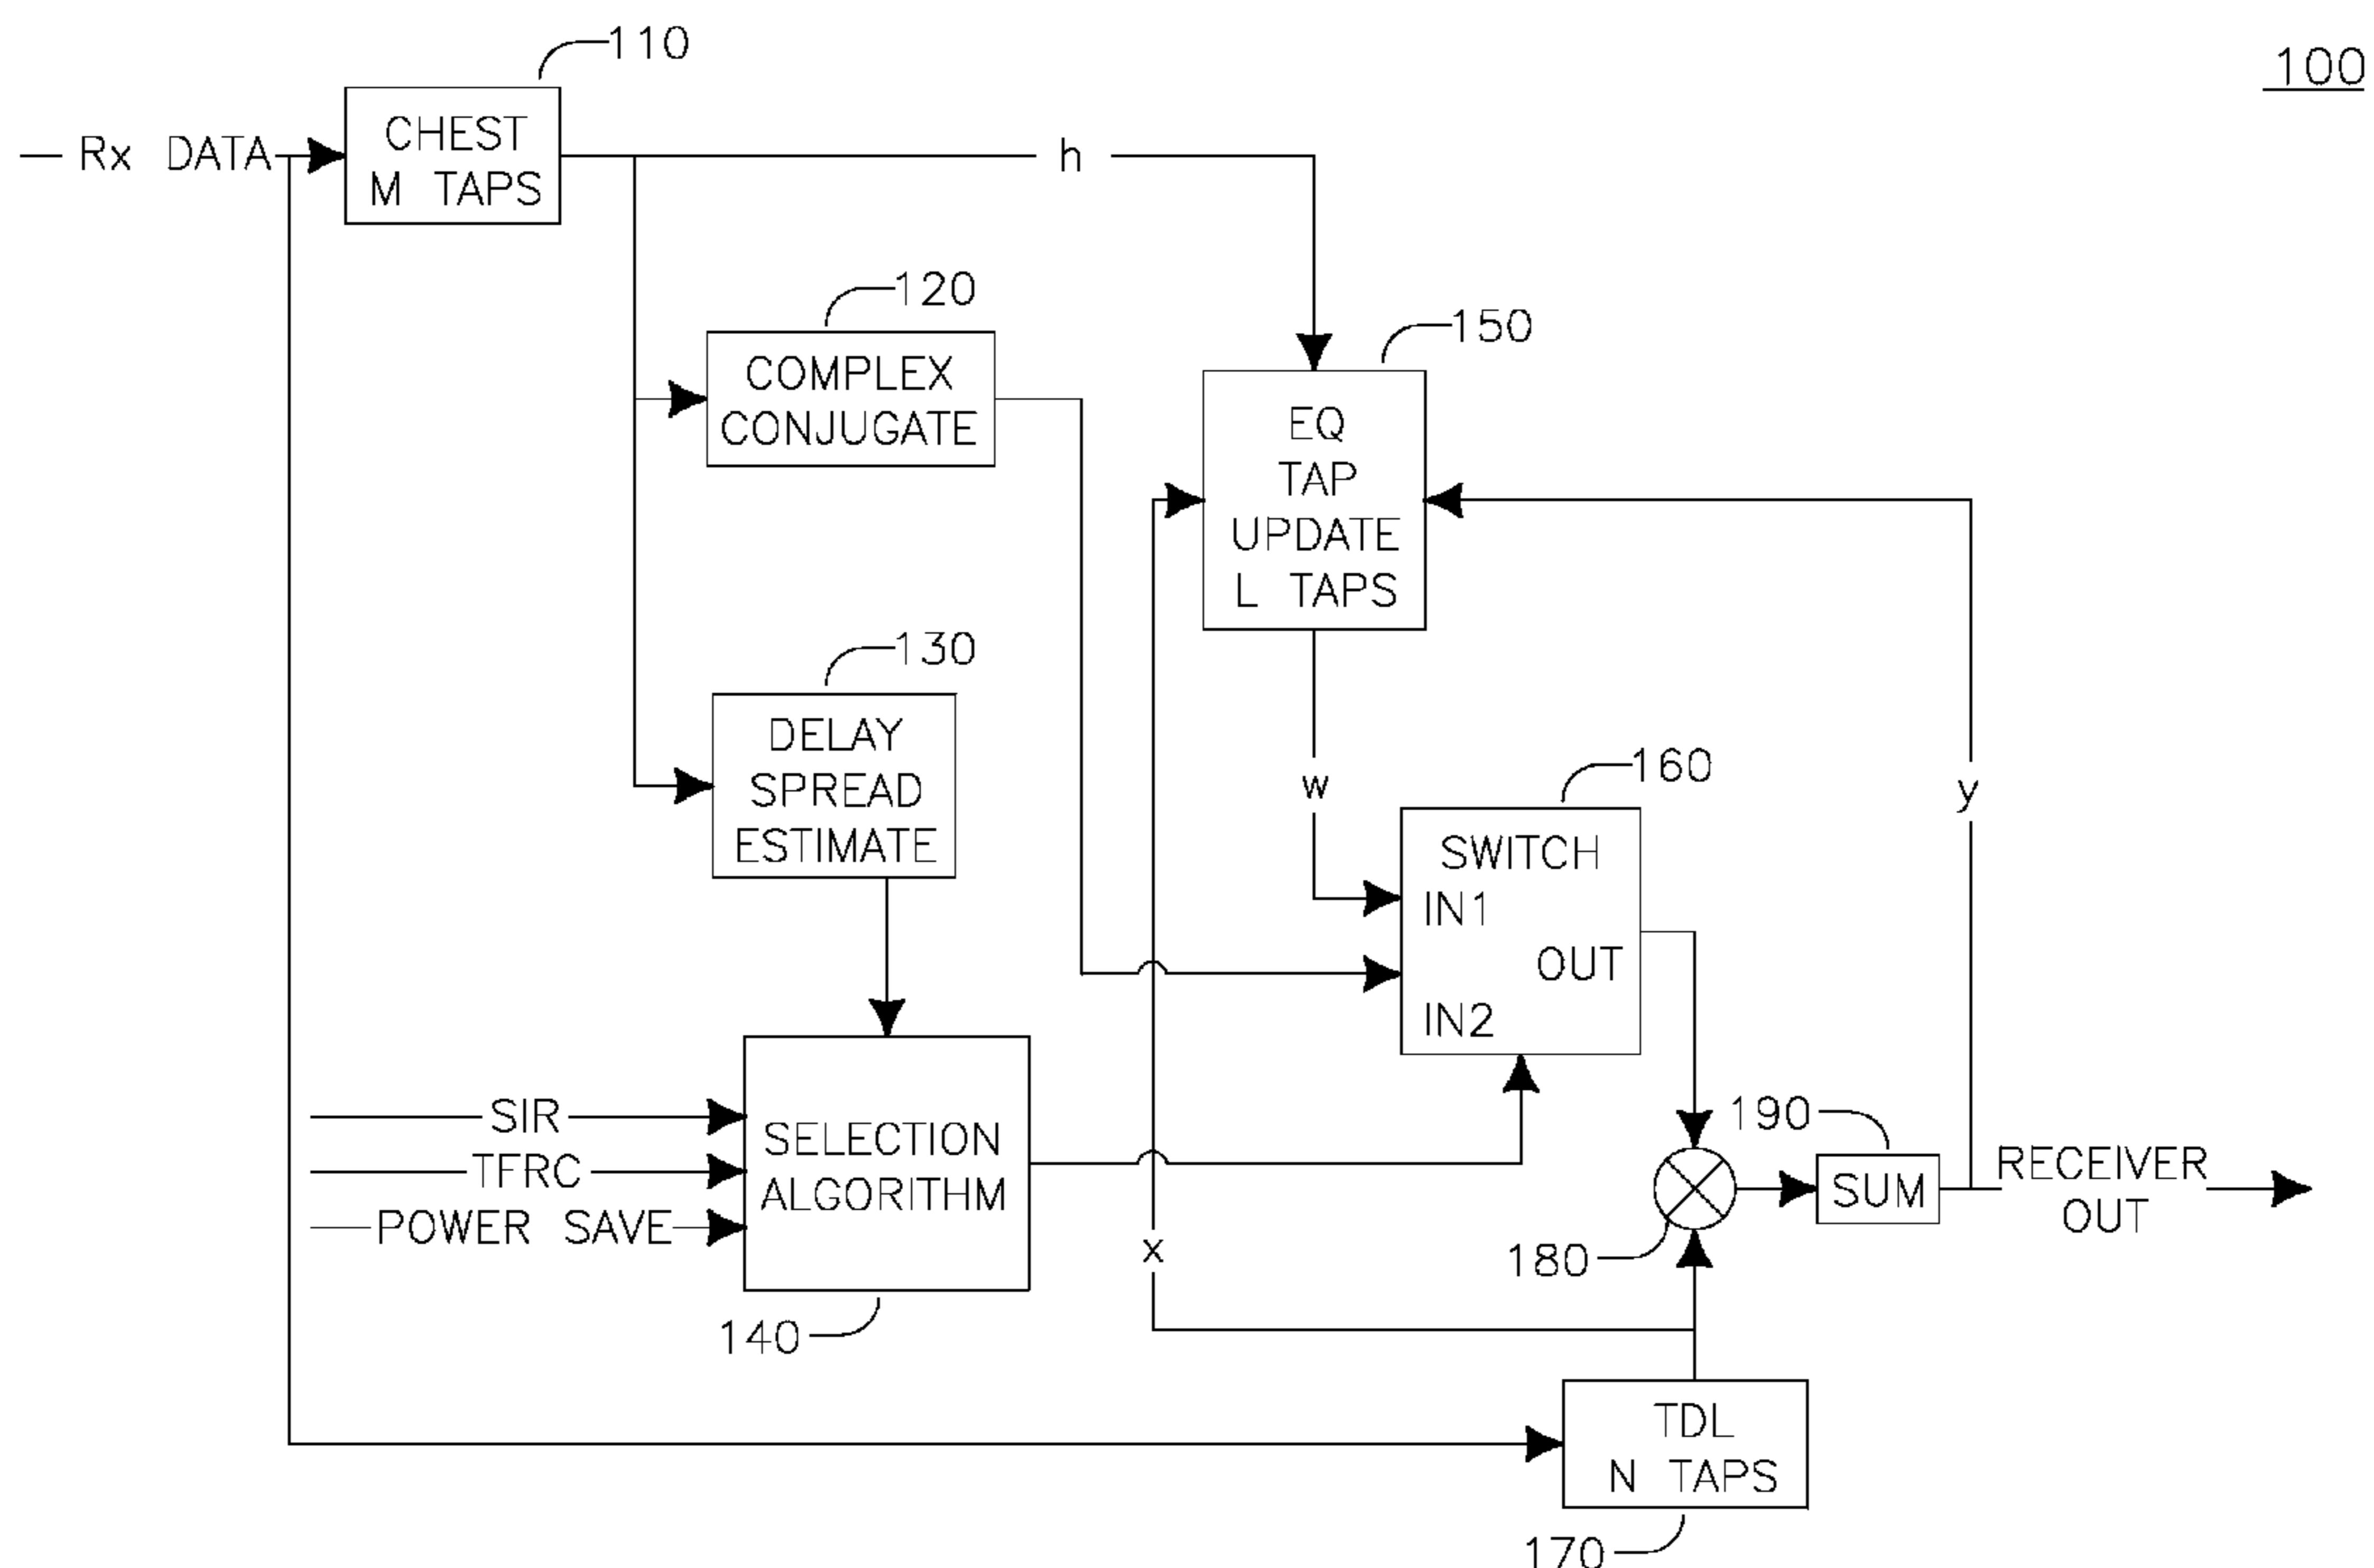 110
100
CHEST
M TAPS
Rx DATA
h
120
COMPLEX
CONJUGATE
150
EQ
TAP
UPDATE
L TAPS
130
DELAY
SPREAD
ESTIMATE
w
160
y
SWITCH
IN1
OUT
IN2
SIR
TFRC
POWER SAVE
SELECTION
ALGORITHM
140
x
190
SUM
RECEIVER
OUT
180
TDL
N TAPS
170